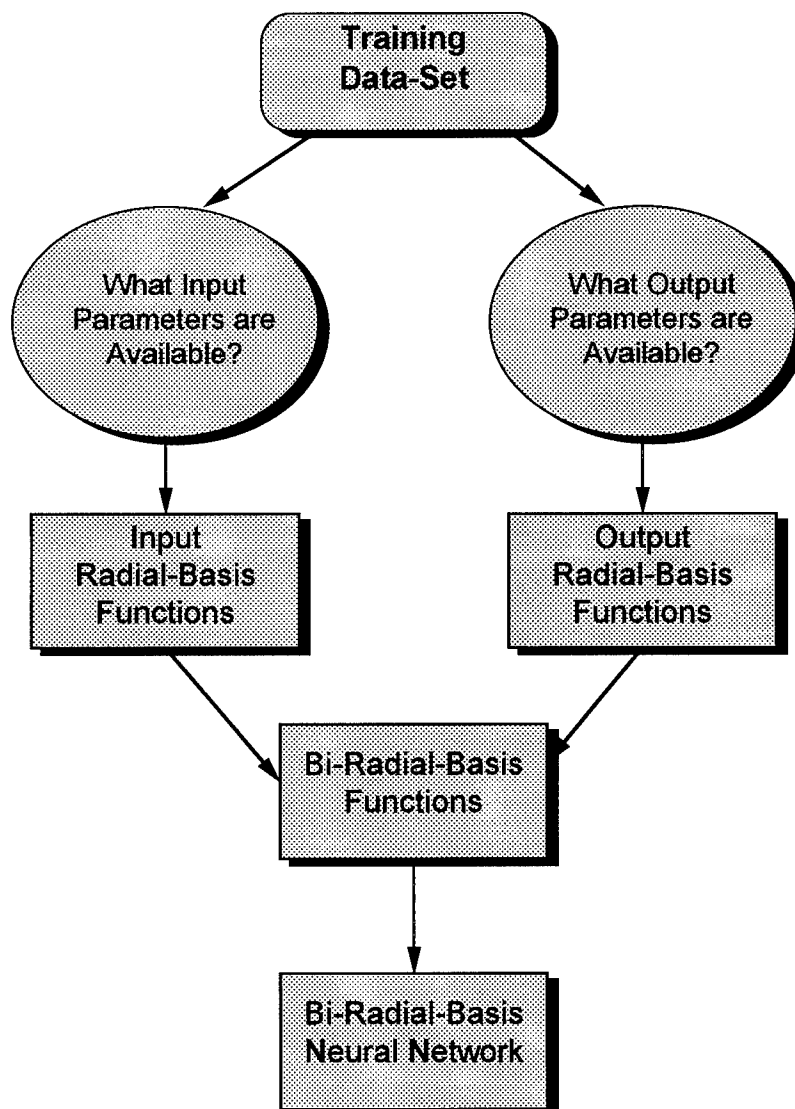 Training
Data-Set
What Input
Parameters are
Available?
What Output
Parameters are
Available?
Input
Radial-Basis
Functions
Output
Radial-Basis
Functions
Bi-Radial-Basis
Functions
Bi-Radial-Basis
Neural Network